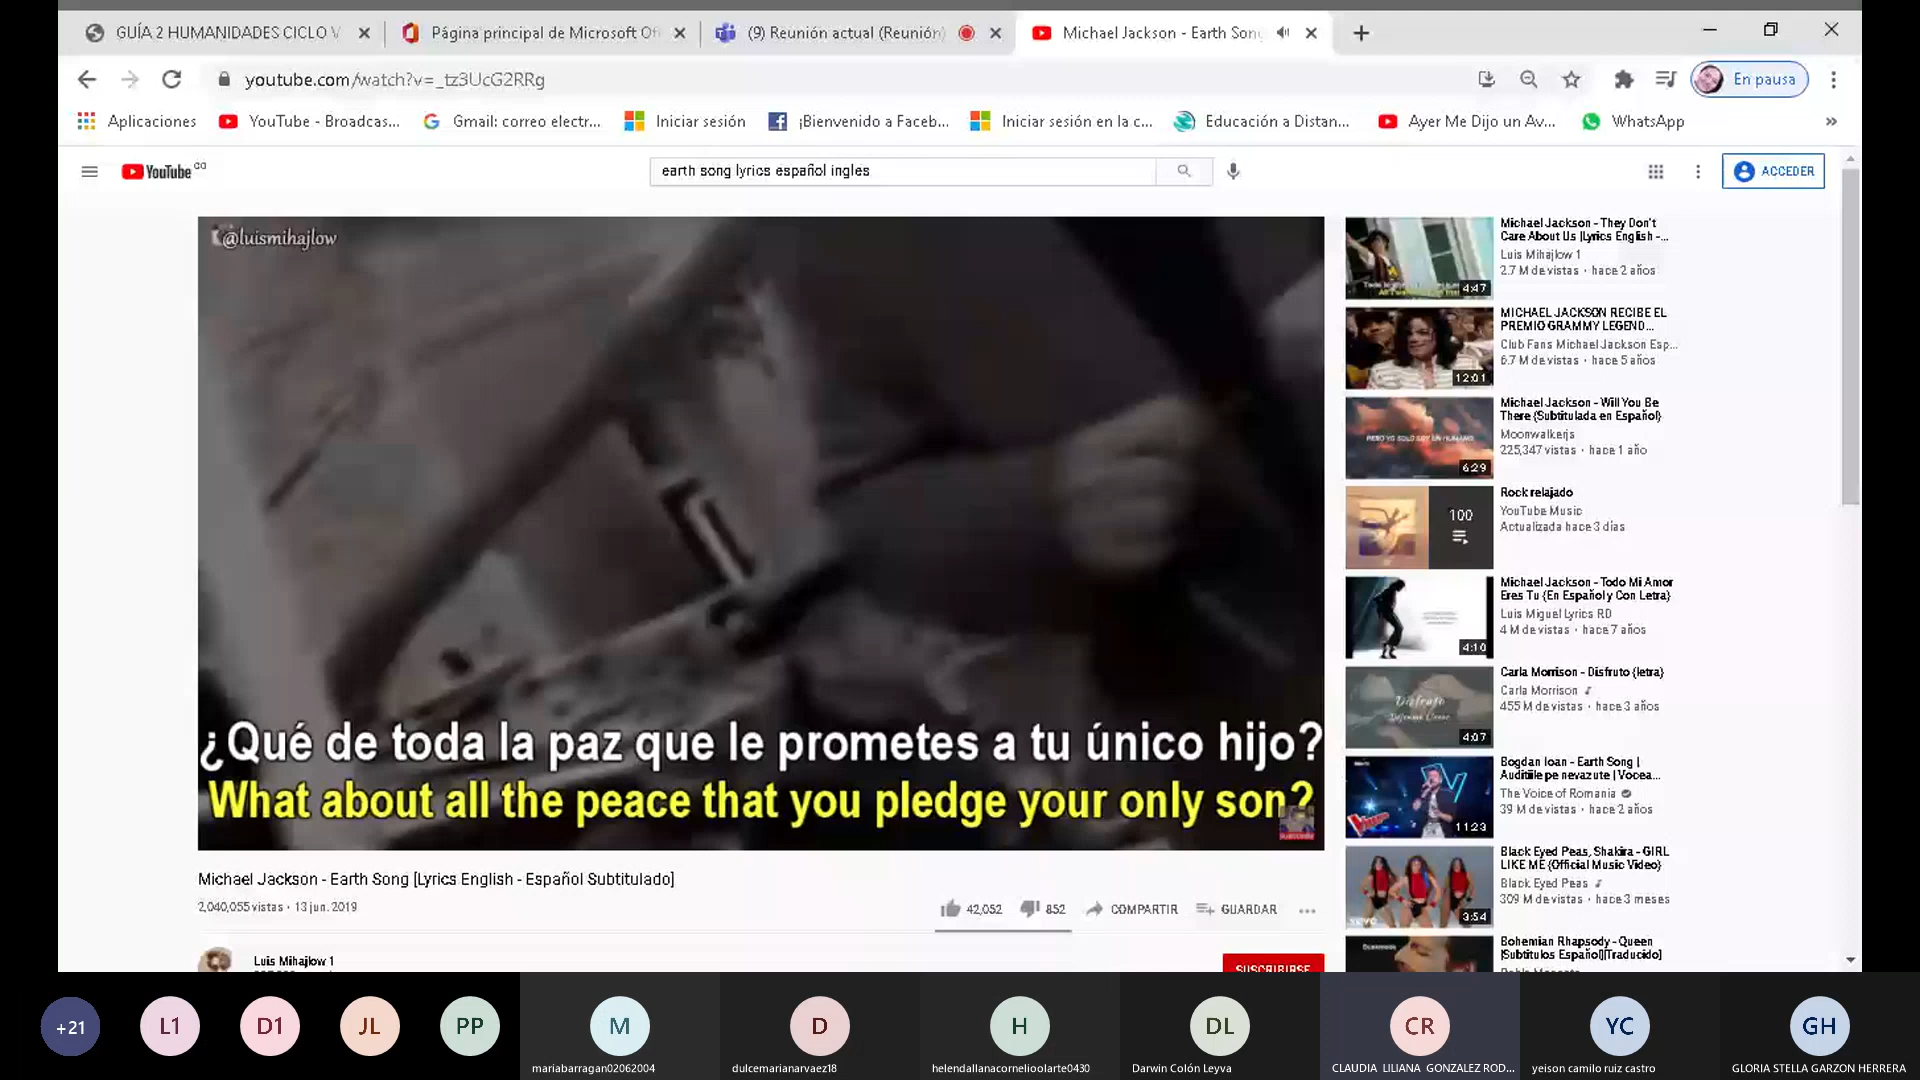 GUÍA 2 HUMANIDADES CICLO V
Página principal de Microsoft Of
(9) Reunión actual (Reunión)
Michael Jackson - Earth Song
youtube.com/watch?v=_tz3UcG2RRg
En pausa
Aplicaciones
YouTube - Broadcas...
Gmail: correo electr...
Iniciar sesión
¡Bienvenido a Faceb...
Iniciar sesión en la c...
Educación a Distan...
Ayer Me Dijo un Av...
WhatsApp
»
YouTube CO
earth song lyrics español ingles
ACCEDER
@luismihajlow
¿Qué de toda la paz que le prometes a tu único hijo?
What about all the peace that you pledge your only son?
Michael Jackson - Earth Song [Lyrics English - Español Subtitulado]
2,040,055 vistas · 13 jun. 2019
42,052
852
COMPARTIR
GUARDAR
Luis Mihajlow 1
SUSCRIBIRSE
Michael Jackson - They Don't
Care About Us |Lyrics English -...
Luis Mihajlow 1
2.7 M de vistas · hace 2 años
4:47
MICHAEL JACKSON RECIBE EL
PREMIO GRAMMY LEGEND...
Club Fans Michael Jackson Esp...
6.7 M de vistas · hace 5 años
12:01
Michael Jackson - Will You Be
There (Subtitulada en Español)
Moonwalkerjs
225,347 vistas · hace 1 año
PERO YO SOLO SOY UN HUMANO
6:29
Rock relajado
YouTube Music
Actualizada hace 3 días
100
Michael Jackson - Todo Mi Amor
Eres Tu (En Español y Con Letra)
Luis Miguel Lyrics RD
4 M de vistas · hace 7 años
4:10
Carla Morrison - Disfruto (letra)
Carla Morrison
455 M de vistas · hace 3 años
Disfruto
4:07
Bogdan Ioan - Earth Song |
Auditiile pe nevazute | Vocea...
The Voice of Romania
39 M de vistas · hace 2 años
11:23
Black Eyed Peas, Shakira - GIRL
LIKE ME (Official Music Video)
Black Eyed Peas
309 M de vistas · hace 3 meses
vevo
3:54
Bohemian Rhapsody - Queen
[Subtitulos Español][Traducido]
+21
L1
D1
JL
PP
M
mariabarragan02062004
D
dulcemarianarvaez18
H
helendallanacornelioolarte0430
DL
Darwin Colón Leyva
CR
CLAUDIA LILIANA GONZALEZ ROD...
YC
yeison camilo ruiz castro
GH
GLORIA STELLA GARZON HERRERA